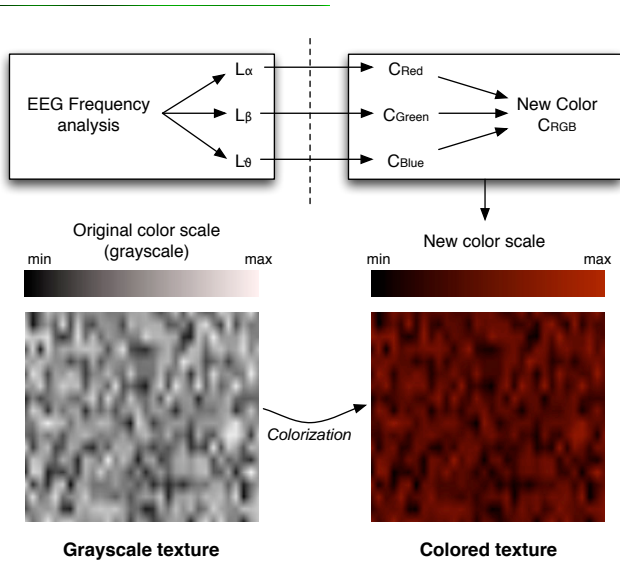 EEG Frequency
analysis
Lα
Lβ
Lϑ
CRed
CGreen
CBlue
New Color
CRGB
Original color scale
(grayscale)
min
max
New color scale
min
max
Colorization
Grayscale texture
Colored texture